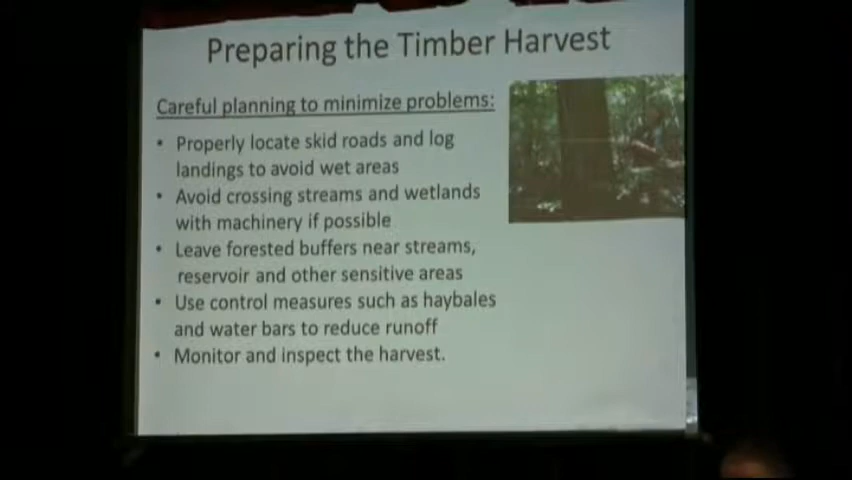 Preparing the Timber Harvest
Careful planning to minimize problems:
• Properly locate skid roads and log
landings to avoid wet areas
• Avoid crossing streams and wetlands
with machinery if possible
• Leave forested buffers near streams,
reservoir and other sensitive areas
• Use control measures such as haybales
and water bars to reduce runoff
• Monitor and inspect the harvest.